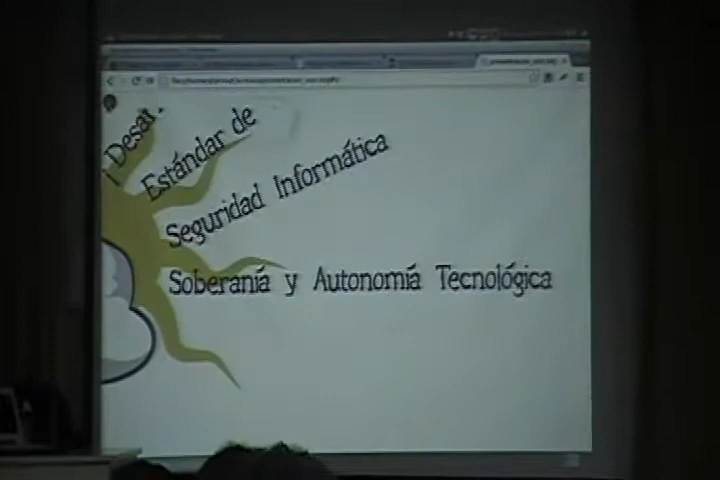 ¡ Desar
Estándar de
Seguridad Informática
Soberanía y Autonomía Tecnológica